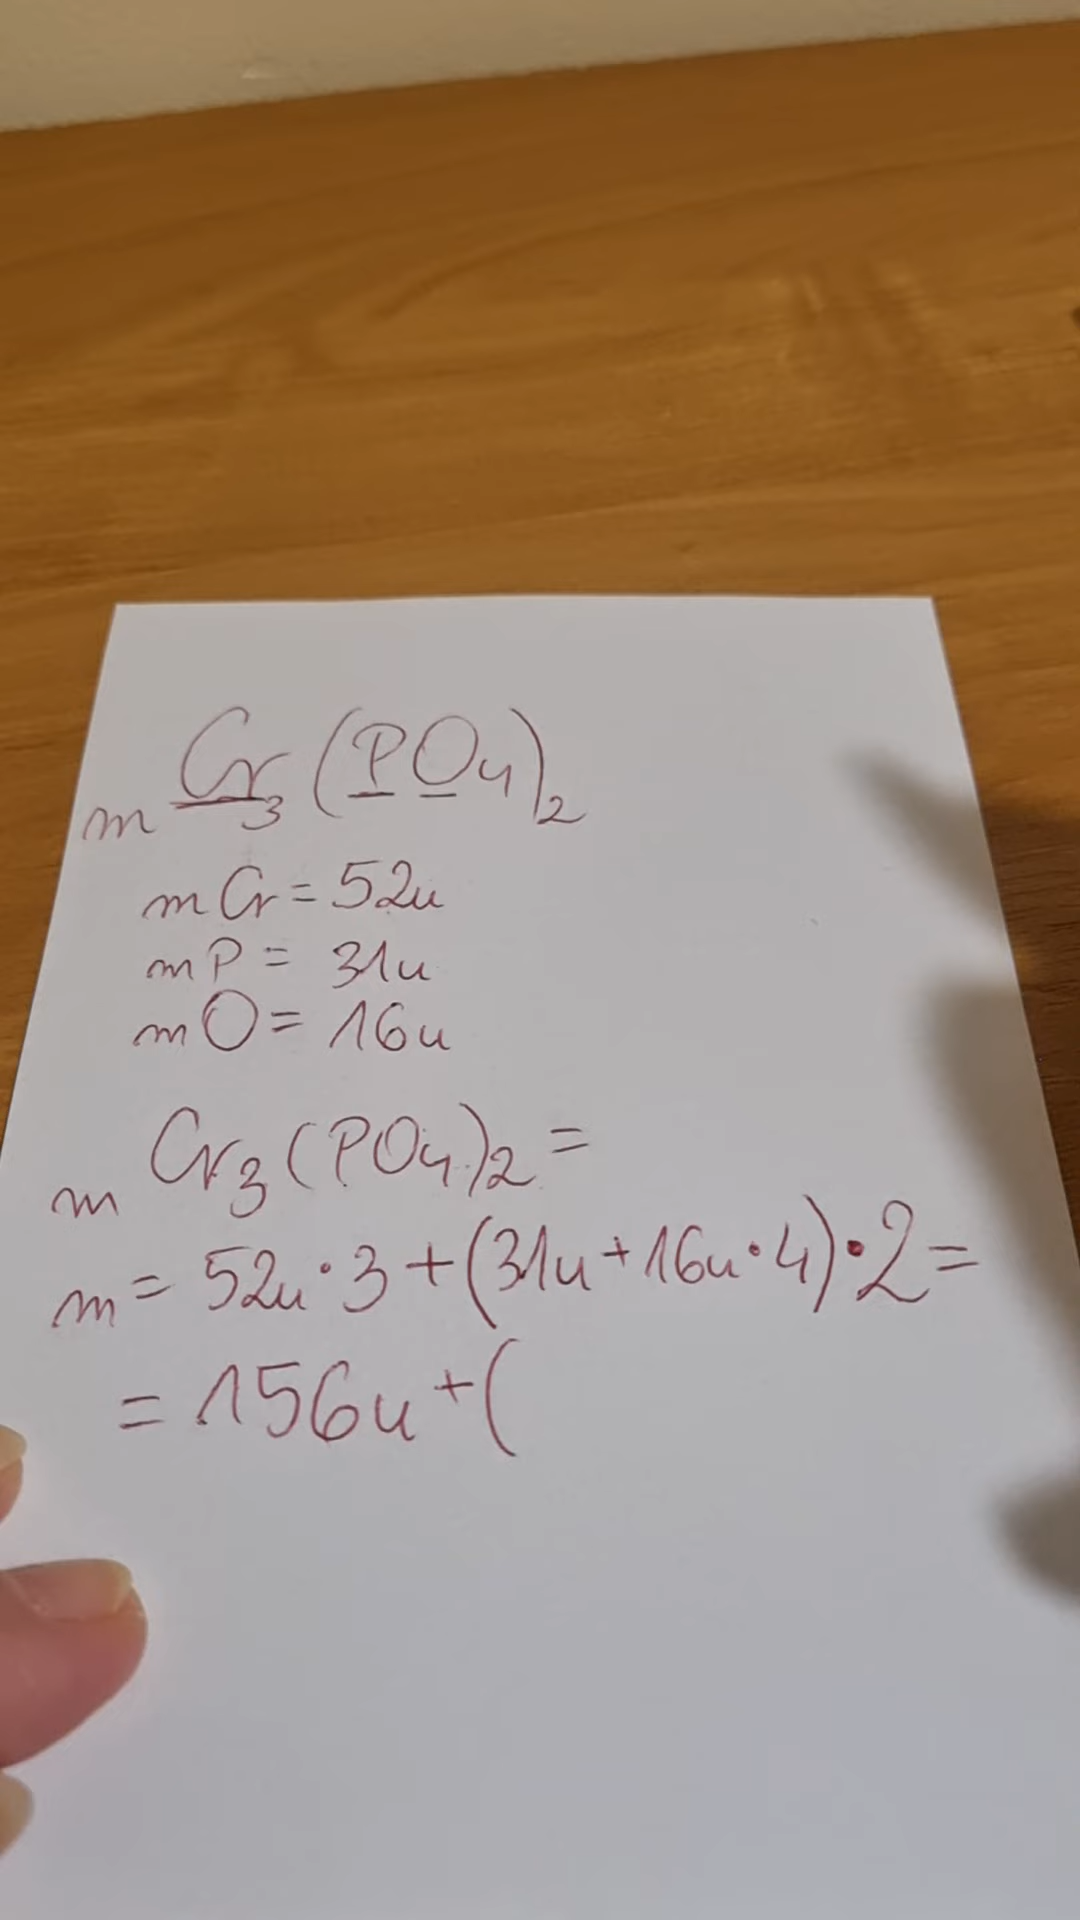 m Cr₃(PO₄)₂
mCr = 52u
mP = 31u
mO = 16u
m Cr₃(PO₄)₂ =
m = 52u · 3 + (31u + 16u · 4) · 2 =
= 156u + (